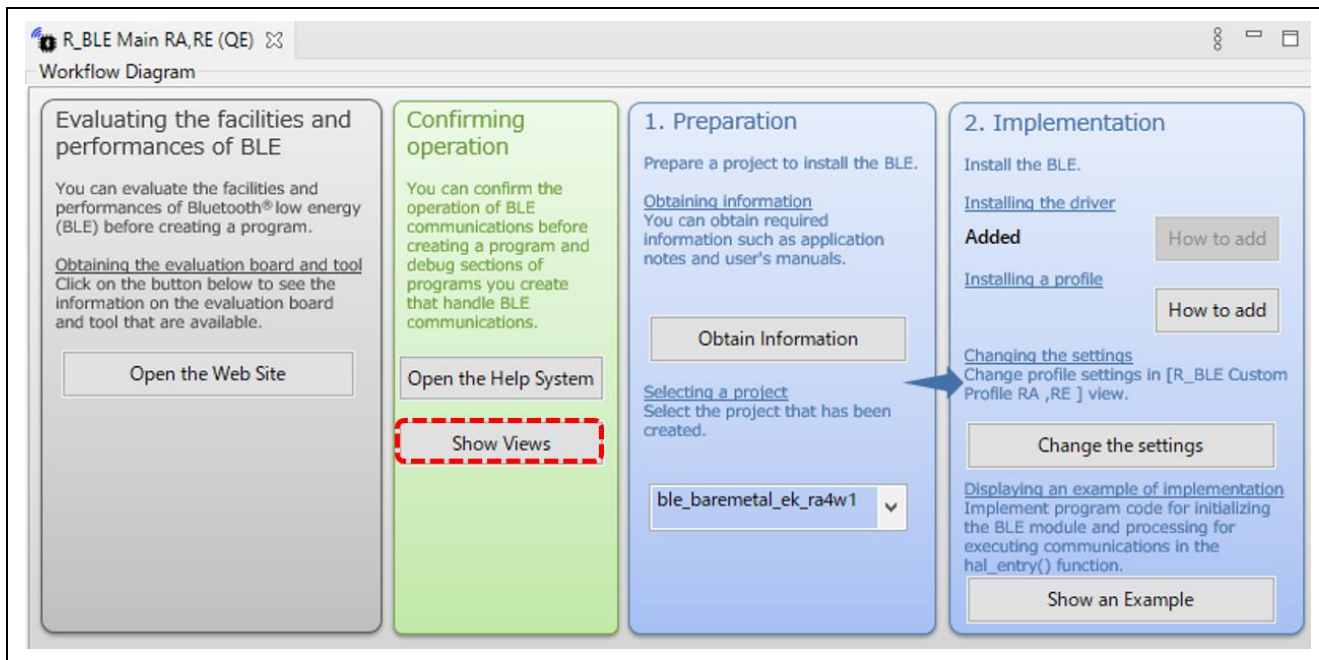 R_BLE Main RA,RE (QE)
Workflow Diagram
Evaluating the facilities and
performances of BLE
You can evaluate the facilities and
performances of Bluetooth® low energy
(BLE) before creating a program.
Obtaining the evaluation board and tool
Click on the button below to see the
information on the evaluation board
and tool that are available.
Open the Web Site
Confirming
operation
You can confirm the
operation of BLE
communications before
creating a program and
debug sections of
programs you create
that handle BLE
communications.
Open the Help System
Show Views
1. Preparation
Prepare a project to install the BLE.
Obtaining information
You can obtain required
information such as application
notes and user's manuals.
Obtain Information
Selecting a project
Select the project that has been
created.
ble_baremetal_ek_ra4w1
2. Implementation
Install the BLE.
Installing the driver
Added
How to add
Installing a profile
How to add
Changing the settings
Change profile settings in [R_BLE Custom
Profile RA ,RE ] view.
Change the settings
Displaying an example of implementation
Implement program code for initializing
the BLE module and processing for
executing communications in the
hal_entry() function.
Show an Example